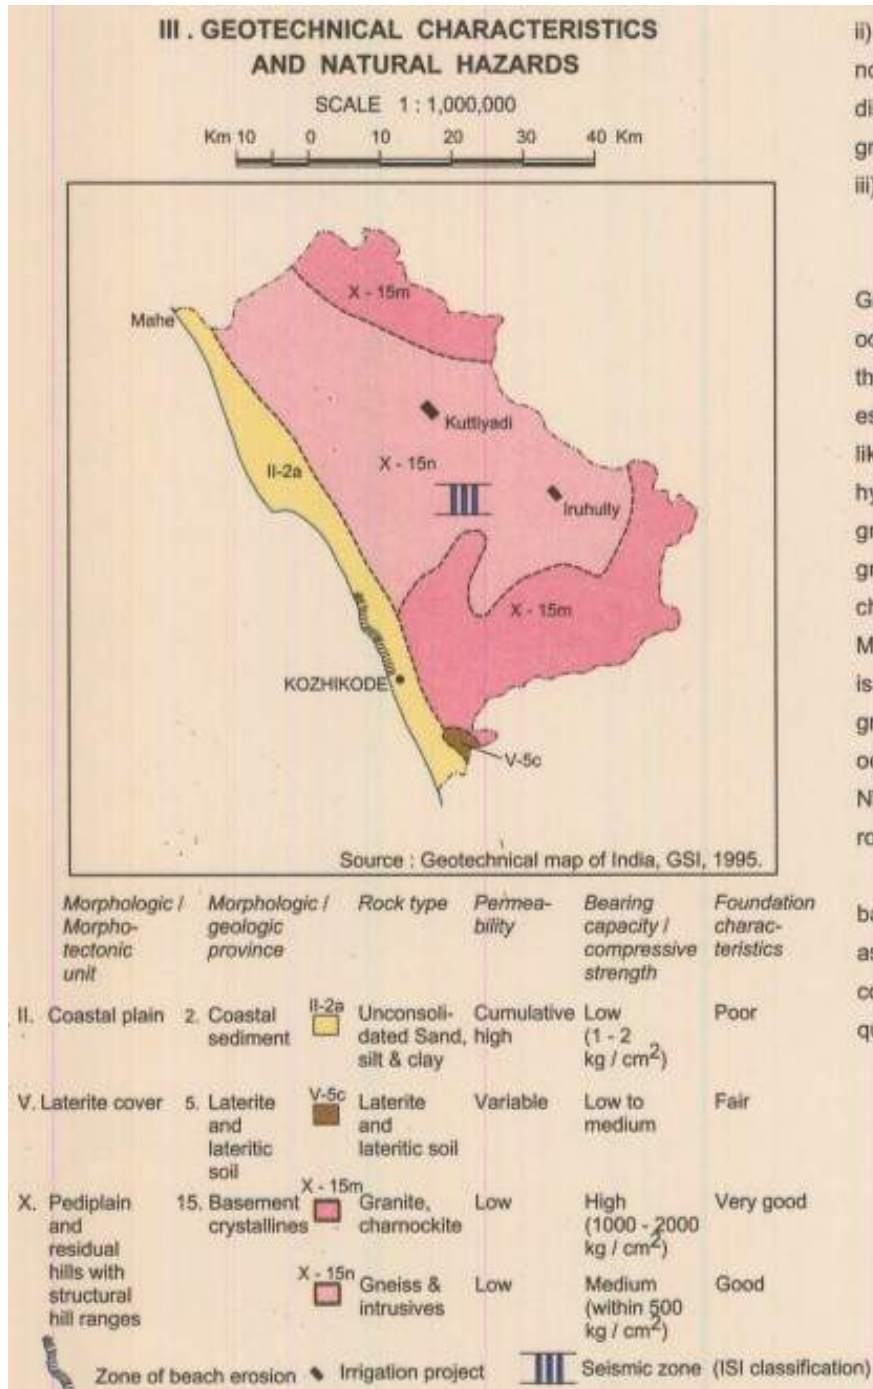 III . GEOTECHNICAL CHARACTERISTICS
AND NATURAL HAZARDS
SCALE 1 : 1,000,000
Km 10 0 10 20 30 40 Km
X - 15m
Mahe
Kuttiyadi
II-2a
X - 15n
Iruhully
X - 15m
KOZHIKODE
V-5c
Source : Geotechnical map of India, GSI, 1995.
Morphologic / Morpho- tectonic unit
Morphologic / geologic province
Rock type
Permea- bility
Bearing capacity / compressive strength
Foundation charac- teristics
II. Coastal plain
2. Coastal sediment
II-2a
Unconsoli- dated Sand, silt & clay
Cumulative high
Low (1 - 2 kg / cm2)
Poor
V. Laterite cover
5. Laterite and lateritic soil
V-5c
Laterite and lateritic soil
Variable
Low to medium
Fair
X. Pediplain and residual hills with structural hill ranges
15. Basement crystallines
X - 15m
Granite, charnockite
Low
High (1000 - 2000 kg / cm2)
Very good
X - 15n
Gneiss & intrusives
Low
Medium (within 500 kg / cm2)
Good
Zone of beach erosion
Irrigation project
Seismic zone (ISI classification)
ii)
iii)